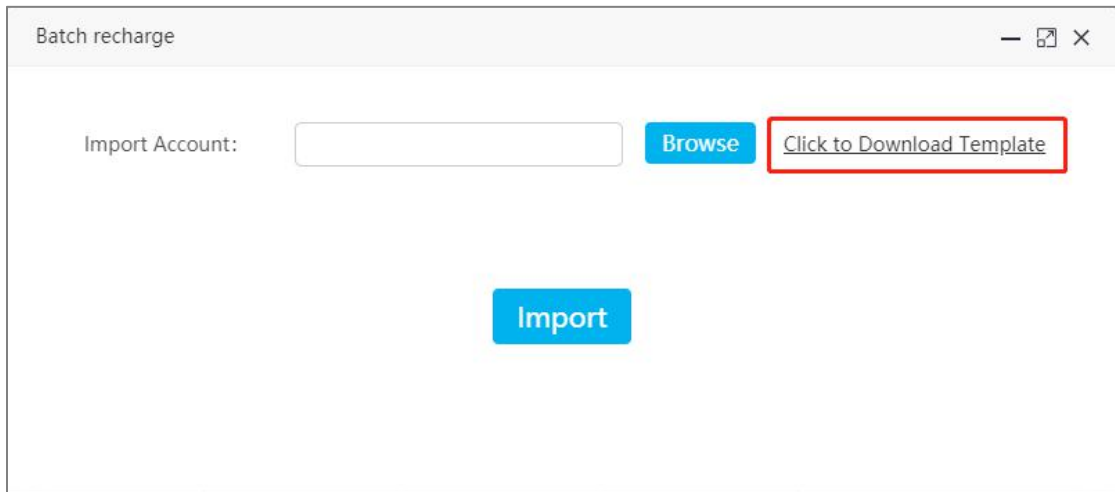 Batch recharge
Import Account: Browse Click to Download Template
Import